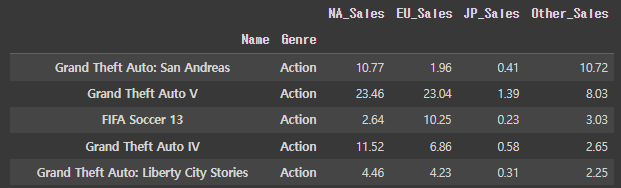 NA_Sales EU_Sales JP_Sales Other_Sales
Name Genre
Grand Theft Auto: San Andreas Action 10.77 1.96 0.41 10.72
Grand Theft Auto V Action 23.46 23.04 1.39 8.03
FIFA Soccer 13 Action 2.64 10.25 0.23 3.03
Grand Theft Auto IV Action 11.52 6.86 0.58 2.65
Grand Theft Auto: Liberty City Stories Action 4.46 4.23 0.31 2.25